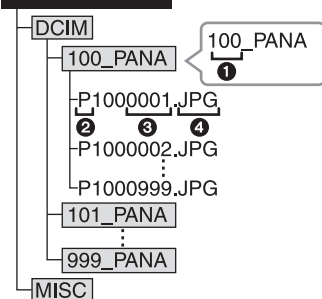 DCIM
100_PANA
100_PANA
❶
P1000001.JPG
❷ ❸ ❹
P1000002.JPG
P1000999.JPG
101_PANA
999_PANA
MISC